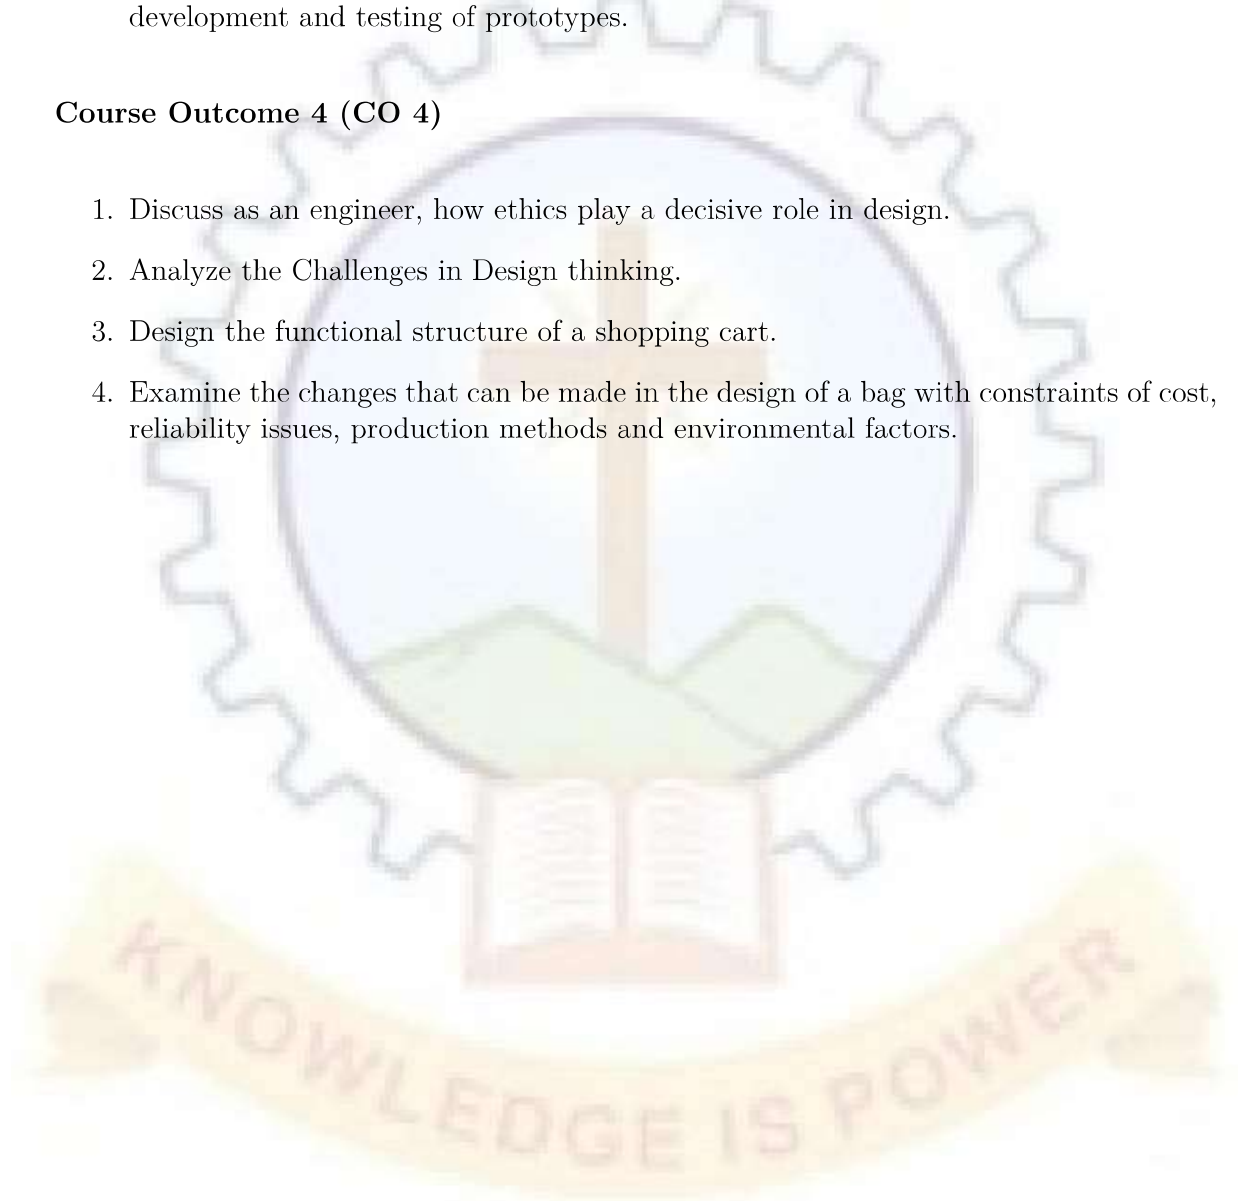 development and testing of prototypes.
Course Outcome 4 (CO 4)
1. Discuss as an engineer, how ethics play a decisive role in design.
2. Analyze the Challenges in Design thinking.
3. Design the functional structure of a shopping cart.
4. Examine the changes that can be made in the design of a bag with constraints of cost,
reliability issues, production methods and environmental factors.
KNOWLEDGE IS POWER